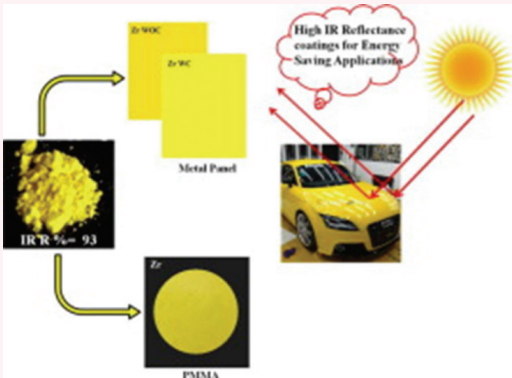 Zr WOC
Zr WC
Metal Panel
High IR Reflectance
coatings for Energy
Saving Applications
IR R %= 93
Zr
PMMA